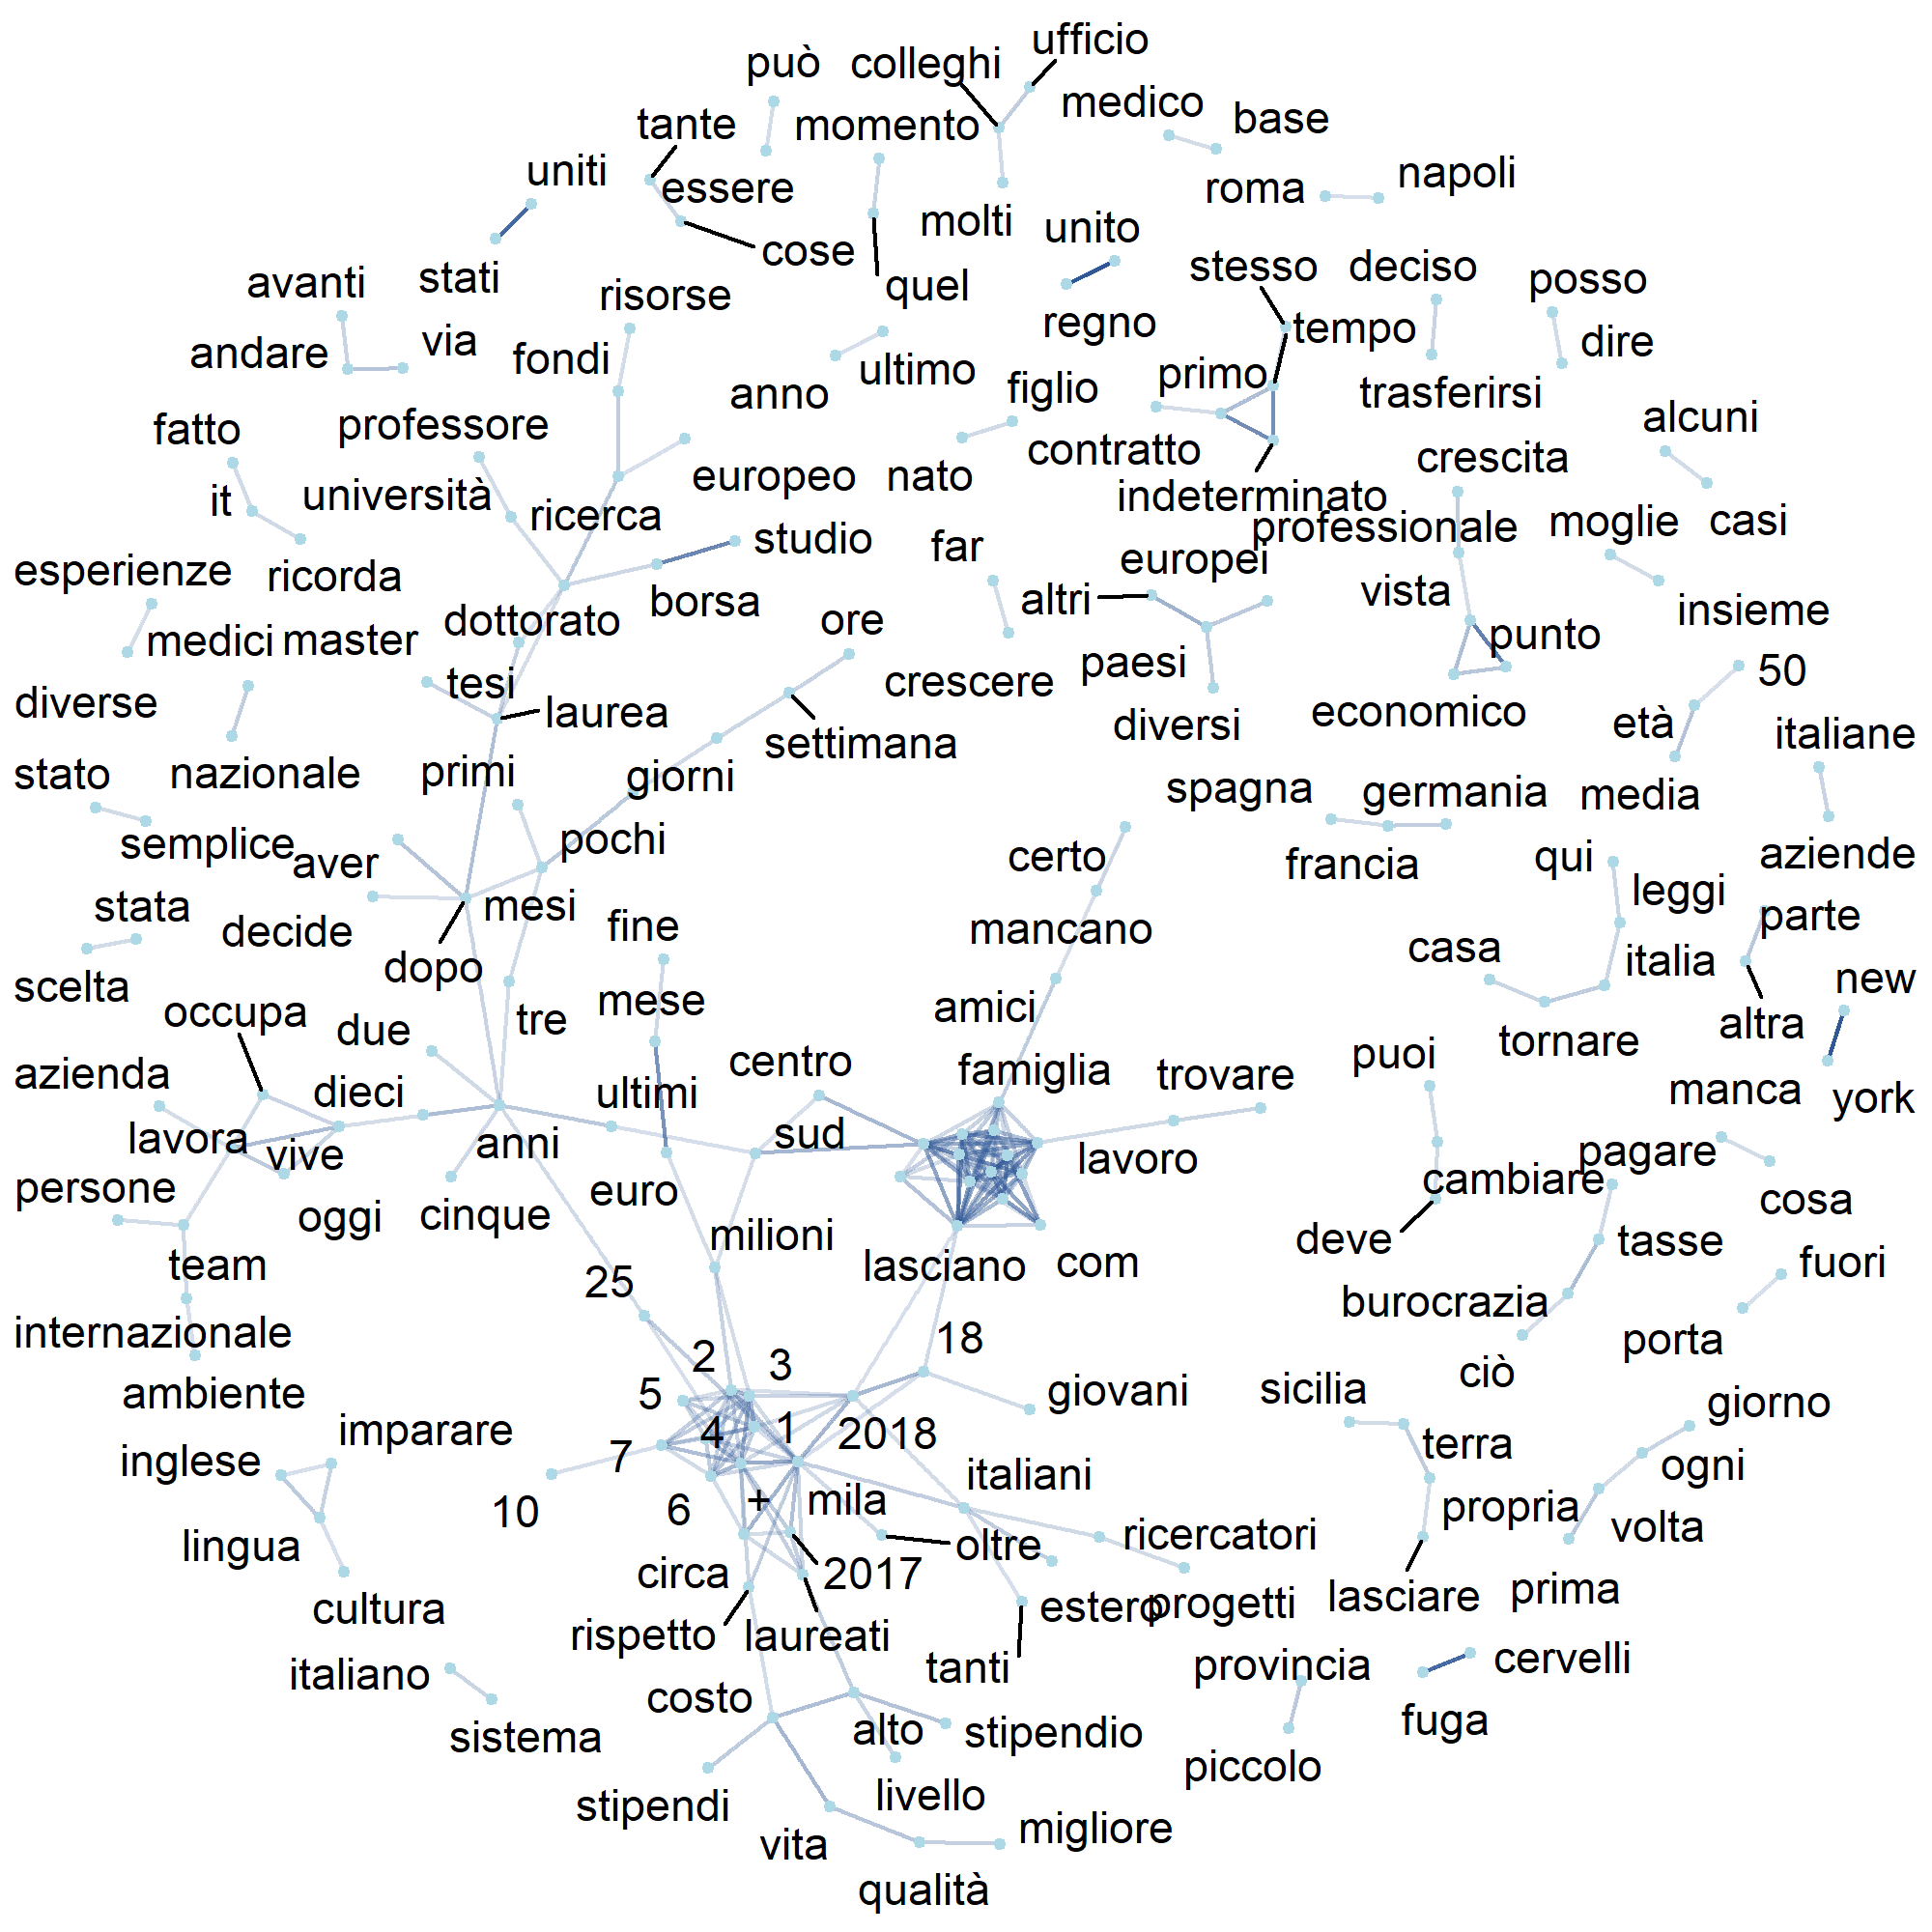 ufficio
può
colleghi
medico
base
tante
momento
uniti
essere
roma
napoli
molti
unito
cose
avanti
stati
quel
stesso
deciso
posso
risorse
regno
tempo
andare
via
fondi
ultimo
dire
anno
figlio
primo
trasferirsi
alcuni
fatto
professore
contratto
crescita
europeo
nato
it
università
ricerca
indeterminato
professionale
moglie
casi
studio
far
europei
esperienze
ricorda
borsa
altri
vista
insieme
medici
master
dottorato
ore
punto
paesi
50
diverse
tesi
crescere
laurea
diversi
economico
età
italiane
settimana
stato
nazionale
primi
giorni
spagna
germania
media
semplice
aver
pochi
certo
francia
qui
aziende
leggi
stata
decide
mesi
fine
mancano
parte
casa
italia
dopo
scelta
mese
amici
new
occupa
due
tre
altra
tornare
centro
puoi
azienda
dieci
ultimi
famiglia
trovare
manca
york
lavora
vive
anni
sud
lavoro
pagare
persone
euro
cambiare
cosa
oggi
cinque
milioni
deve
tasse
team
25
lasciano
com
fuori
internazionale
burocrazia
18
porta
2
3
ciò
ambiente
5
giovani
sicilia
giorno
imparare
4
1
2018
inglese
7
terra
ogni
italiani
10
6
+
mila
propria
volta
lingua
oltre
ricercatori
circa
2017
cultura
estero
progetti
lasciare
prima
rispetto
laureati
italiano
tanti
provincia
cervelli
costo
sistema
alto
stipendio
fuga
piccolo
stipendi
livello
vita
migliore
qualità